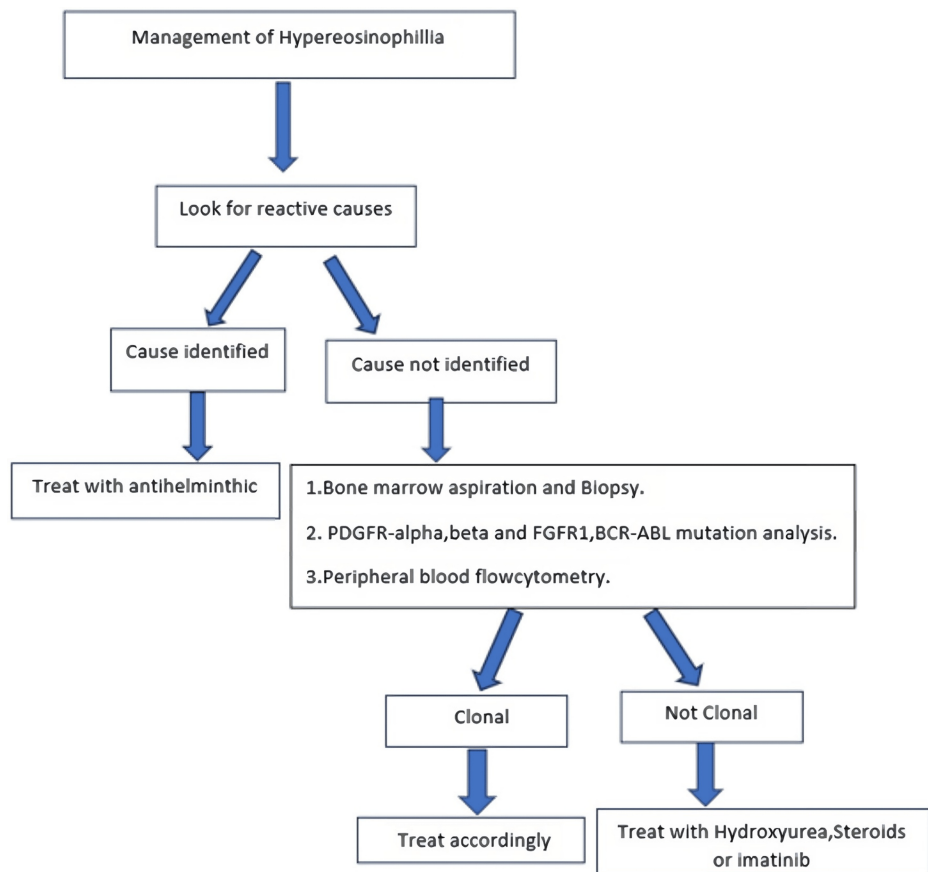 Management of Hypereosinophillia
Look for reactive causes
Cause identified
Cause not identified
Treat with antihelminthic
1.Bone marrow aspiration and Biopsy.
2. PDGFR-alpha,beta and FGFR1,BCR-ABL mutation analysis.
3.Peripheral blood flowcytometry.
Clonal
Not Clonal
Treat accordingly
Treat with Hydroxyurea,Steroids
or imatinib